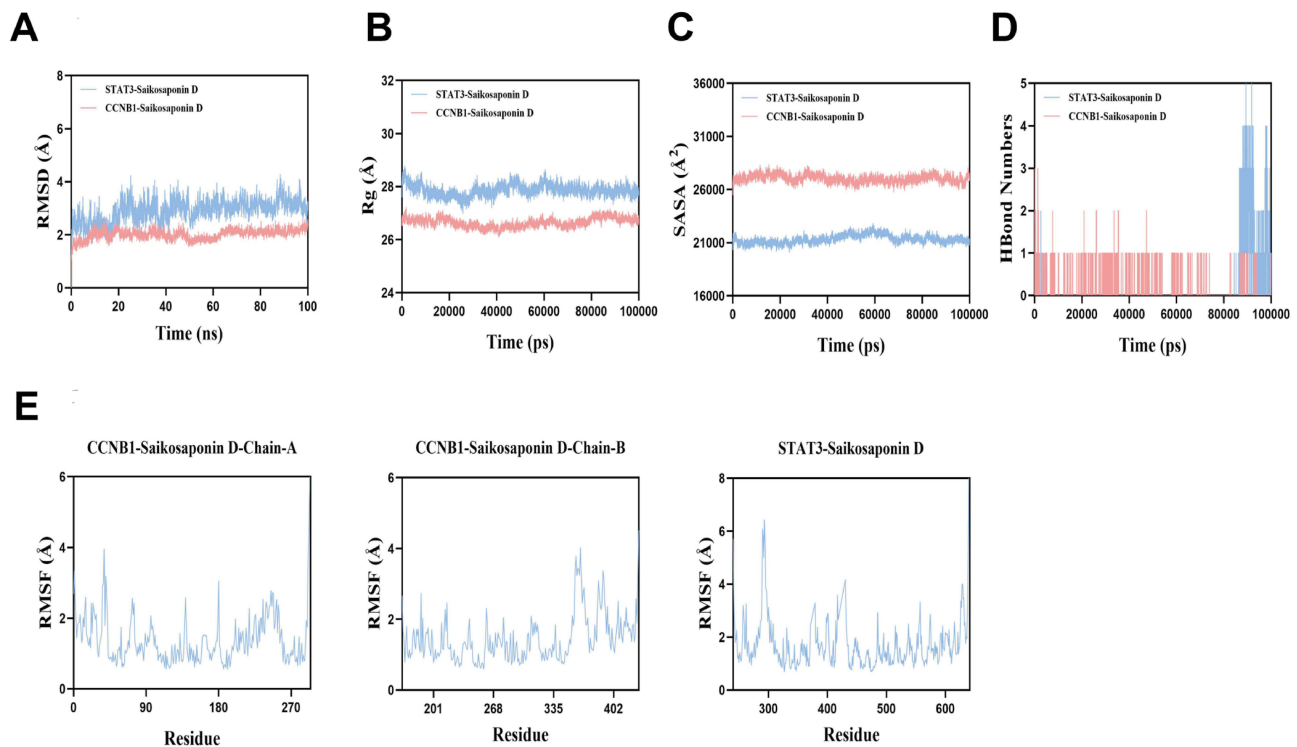 A
B
C
D
RMSD (Å)
8
6
4
2
0
STAT3-Saikosaponin D
CCNB1-Saikosaponin D
0 20 40 60 80 100
Time (ns)
Rg (Å)
32
30
28
26
24
STAT3-Saikosaponin D
CCNB1-Saikosaponin D
0 20000 40000 60000 80000 100000
Time (ps)
SASA (Å²)
36000
31000
26000
21000
16000
STAT3-Saikosaponin D
CCNB1-Saikosaponin D
0 20000 40000 60000 80000 100000
Time (ps)
HBond Numbers
5
4
3
2
1
0
STAT3-Saikosaponin D
CCNB1-Saikosaponin D
0 20000 40000 60000 80000 100000
Time (ps)
E
CCNB1-Saikosaponin D-Chain-A
RMSF (Å)
6
4
2
0
0 90 180 270
Residue
CCNB1-Saikosaponin D-Chain-B
RMSF (Å)
6
4
2
0
201 268 335 402
Residue
STAT3-Saikosaponin D
RMSF (Å)
8
6
4
2
0
300 400 500 600
Residue